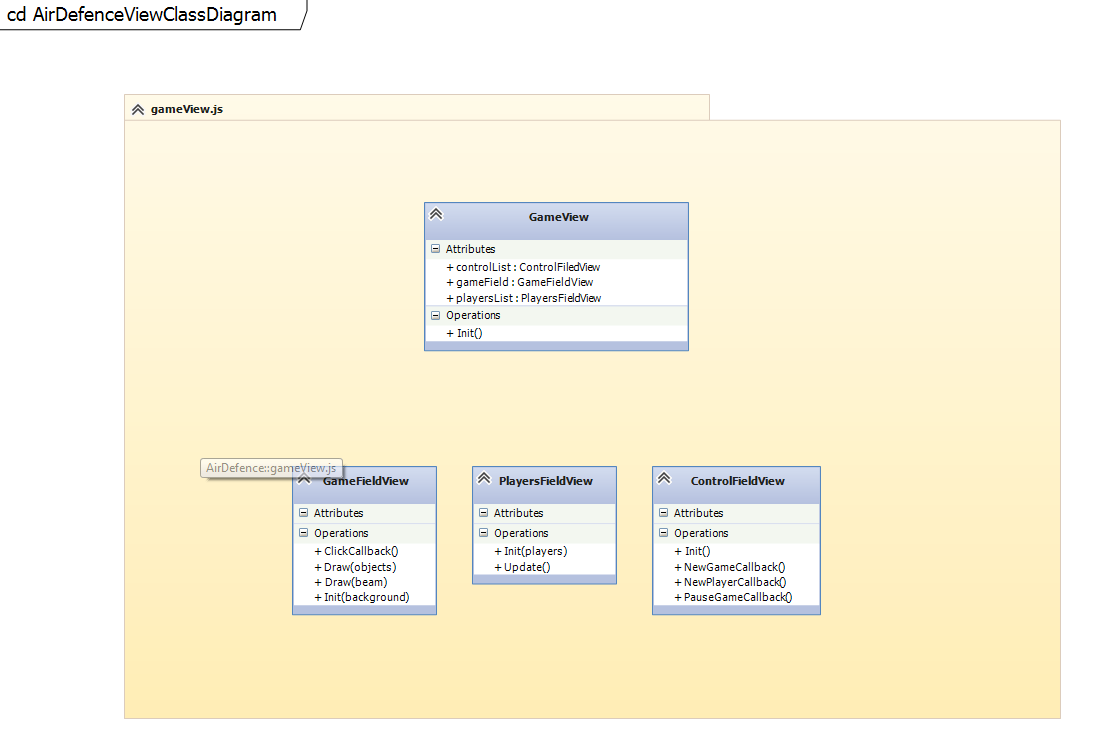 cd AirDefenceViewClassDiagram
gameView.js
GameView
Attributes
+ controlList : ControlFiledView
+ gameField : GameFieldView
+ playersList : PlayersFieldView
Operations
+ Init()
AirDefence::gameView.js
GameFieldView
Attributes
Operations
+ ClickCallback()
+ Draw(objects)
+ Draw(beam)
+ Init(background)
PlayersFieldView
Attributes
Operations
+ Init(players)
+ Update()
ControlFieldView
Attributes
Operations
+ Init()
+ NewGameCallback()
+ NewPlayerCallback()
+ PauseGameCallback()